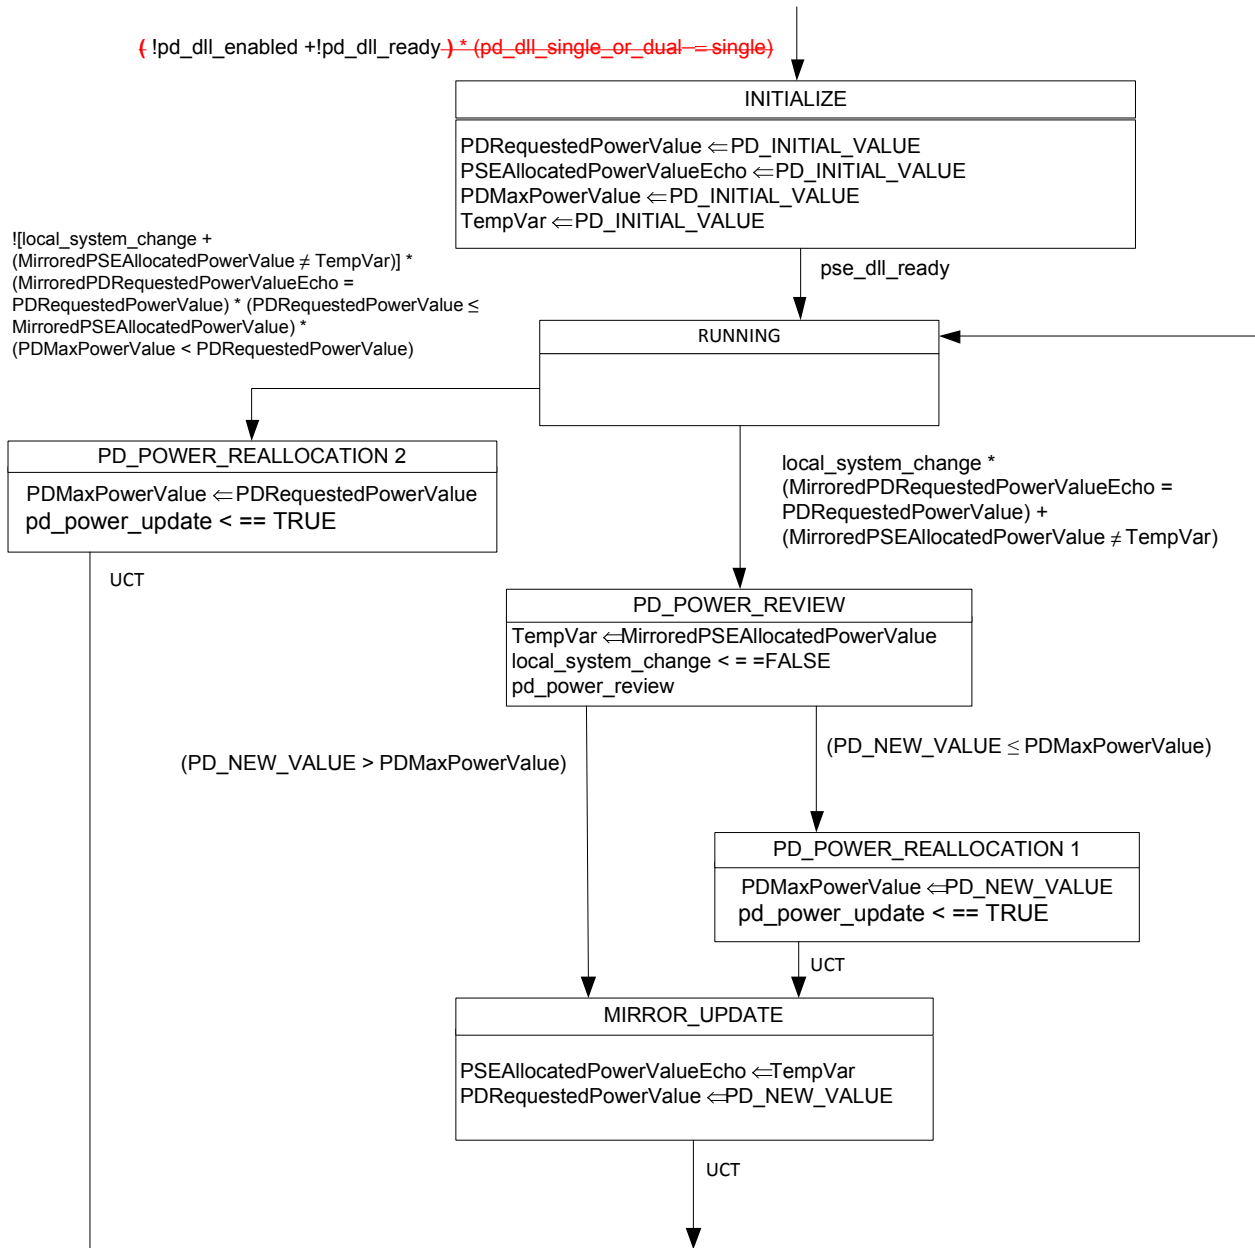 ( !pd_dll_enabled +!pd_dll_ready ) * (pd_dll_single_or_dual = single)
INITIALIZE
PDRequestedPowerValue ⇐ PD_INITIAL_VALUE
PSEAllocatedPowerValueEcho ⇐ PD_INITIAL_VALUE
PDMaxPowerValue ⇐ PD_INITIAL_VALUE
TempVar ⇐ PD_INITIAL_VALUE
![local_system_change +
(MirroredPSEAllocatedPowerValue ≠ TempVar)] *
(MirroredPDRequestedPowerValueEcho =
PDRequestedPowerValue) * (PDRequestedPowerValue ≤
MirroredPSEAllocatedPowerValue) *
(PDMaxPowerValue < PDRequestedPowerValue)
pse_dll_ready
RUNNING
PD_POWER_REALLOCATION 2
PDMaxPowerValue ⇐ PDRequestedPowerValue
pd_power_update < == TRUE
UCT
local_system_change *
(MirroredPDRequestedPowerValueEcho =
PDRequestedPowerValue) +
(MirroredPSEAllocatedPowerValue ≠ TempVar)
PD_POWER_REVIEW
TempVar ⇐ MirroredPSEAllocatedPowerValue
local_system_change < = =FALSE
pd_power_review
(PD_NEW_VALUE > PDMaxPowerValue)
(PD_NEW_VALUE ≤ PDMaxPowerValue)
PD_POWER_REALLOCATION 1
PDMaxPowerValue ⇐ PD_NEW_VALUE
pd_power_update < == TRUE
UCT
MIRROR_UPDATE
PSEAllocatedPowerValueEcho ⇐ TempVar
PDRequestedPowerValue ⇐ PD_NEW_VALUE
UCT